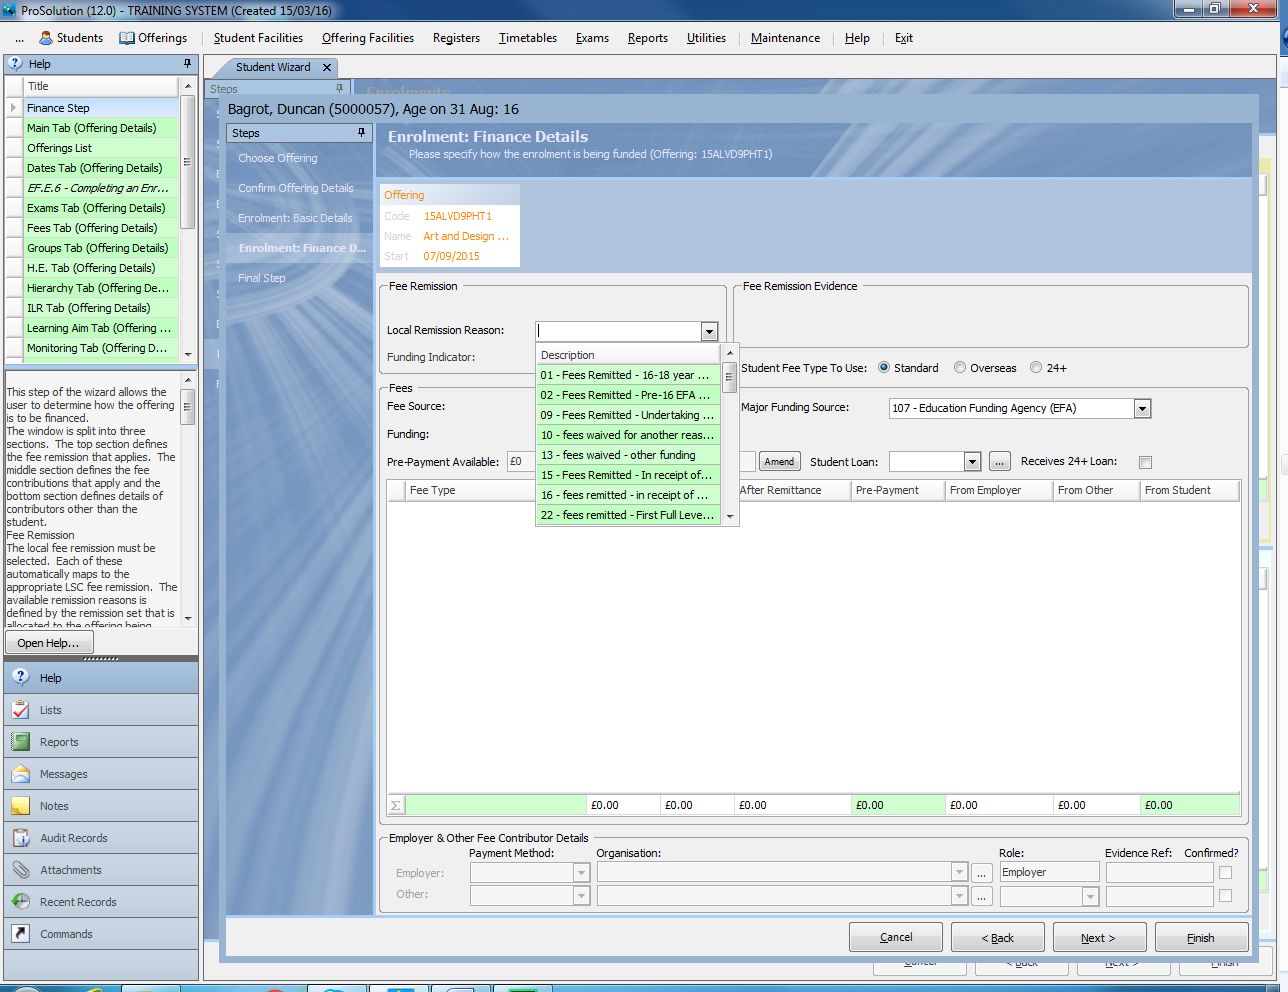 ProSolution (12.0) - TRAINING SYSTEM (Created 15/03/16)
... Students Offerings Student Facilities Offering Facilities Registers Timetables Exams Reports Utilities Maintenance Help Exit
Help
Title
Finance Step
Main Tab (Offering Details)
Offerings List
Dates Tab (Offering Details)
EF.E.6 - Completing an Enr...
Exams Tab (Offering Details)
Fees Tab (Offering Details)
Groups Tab (Offering Details)
H.E. Tab (Offering Details)
Hierarchy Tab (Offering De...
ILR Tab (Offering Details)
Learning Aim Tab (Offering ...
Monitoring Tab (Offering D...
This step of the wizard allows the
user to determine how the offering
is to be financed.
The window is split into three
sections. The top section defines
the fee remission that applies. The
middle section defines the fee
contributions that apply and the
bottom section defines details of
contributors other than the
student.
Fee Remission
The local fee remission must be
selected. Each of these
automatically maps to the
appropriate LSC fee remission. The
available remission reasons is
defined by the remission set that is
allocated to the offering being
Open Help...
Help
Lists
Reports
Messages
Notes
Audit Records
Attachments
Recent Records
Commands
Student Wizard
Steps
Enrolments
Bagrot, Duncan (5000057), Age on 31 Aug: 16
Steps
Choose Offering
Confirm Offering Details
Enrolment: Basic Details
Enrolment: Finance D...
Final Step
Enrolment: Finance Details
Please specify how the enrolment is being funded (Offering: 15ALVD9PHT1)
Offering
Code 15ALVD9PHT1
Name Art and Design ...
Start 07/09/2015
Fee Remission
Local Remission Reason:
Funding Indicator:
Description
01 - Fees Remitted - 16-18 year ...
02 - Fees Remitted - Pre-16 EFA ...
09 - Fees Remitted - Undertaking ...
10 - fees waived for another reas...
13 - fees waived - other funding
15 - Fees Remitted - In receipt of...
16 - fees remitted - in receipt of ...
22 - fees remitted - First Full Leve...
Fee Remission Evidence
Student Fee Type To Use: Standard Overseas 24+
Fees
Fee Source:
Major Funding Source: 107 - Education Funding Agency (EFA)
Funding:
Pre-Payment Available: £0
Amend Student Loan: ... Receives 24+ Loan:
Fee Type After Remittance Pre-Payment From Employer From Other From Student
Σ £0.00 £0.00 £0.00 £0.00 £0.00 £0.00 £0.00
Employer & Other Fee Contributor Details
Payment Method: Organisation: Role: Evidence Ref: Confirmed?
Employer: ... Employer
Other: ...
Cancel < Back Next > Finish
Cancel < Back Next > Finish